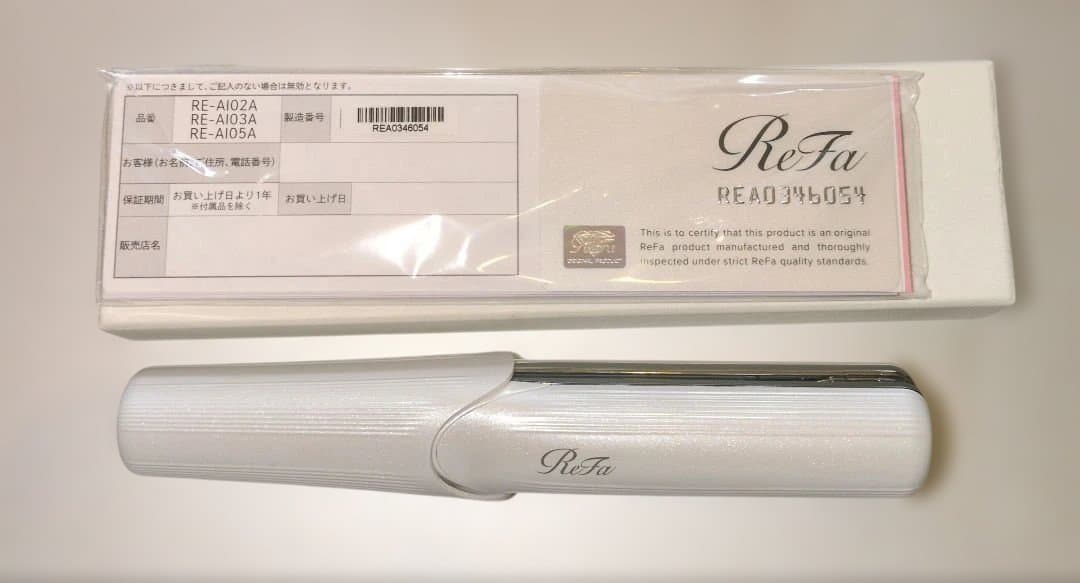 ※以下につきまして、ご記入のない場合は無効となります。
品番
RE-AI02A
RE-AI03A
RE-AI05A
製造番号
REA0346054
お客様(お名前、ご住所、電話番号)
保証期間
お買い上げ日より1年
※付属品を除く
お買い上げ日
販売店名
ReFa
REA0346054
ReFa
ORIGINAL PRODUCT
This is to certify that this product is an original
ReFa product manufactured and thoroughly
inspected under strict ReFa quality standards.
ReFa